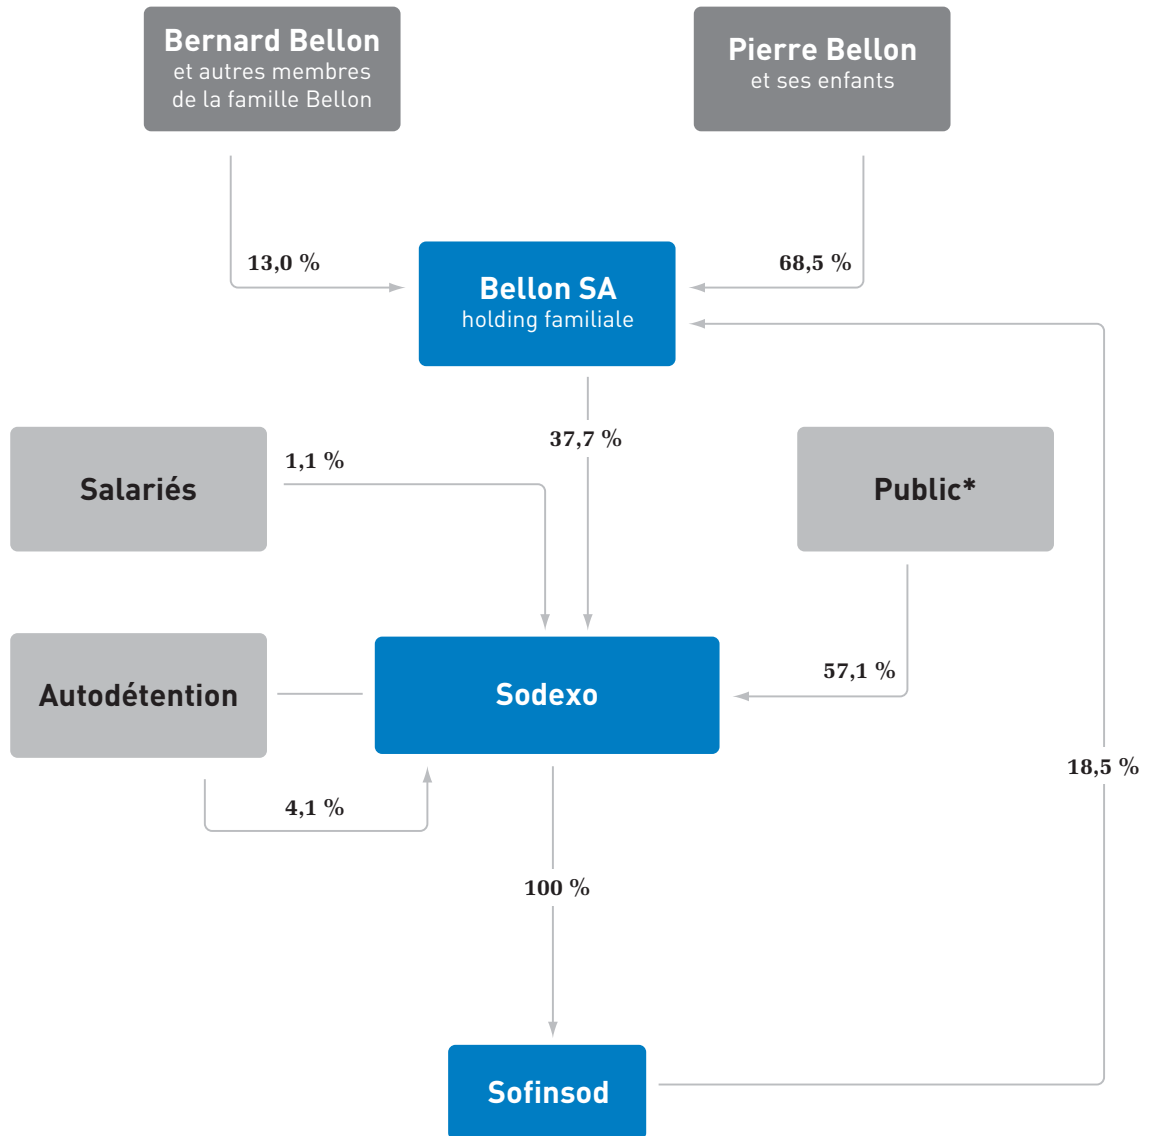 Bernard Bellon
et autres membres
de la famille Bellon
Pierre Bellon
et ses enfants
13,0 %
68,5 %
Bellon SA
holding familiale
37,7 %
Salariés
1,1 %
Public*
Autodétention
Sodexo
57,1 %
18,5 %
4,1 %
100 %
Sofinsod